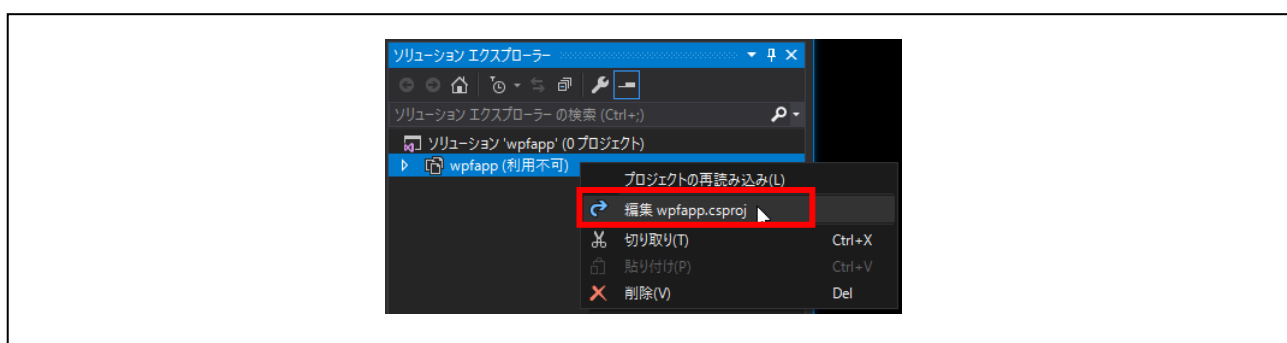 ソリューション エクスプローラー
ソリューション エクスプローラー の検索 (Ctrl+;)
ソリューション 'wpfapp' (0 プロジェクト)
wpfapp (利用不可)
プロジェクトの再読み込み(L)
編集 wpfapp.csproj
切り取り(T) Ctrl+X
貼り付け(P) Ctrl+V
削除(V) Del